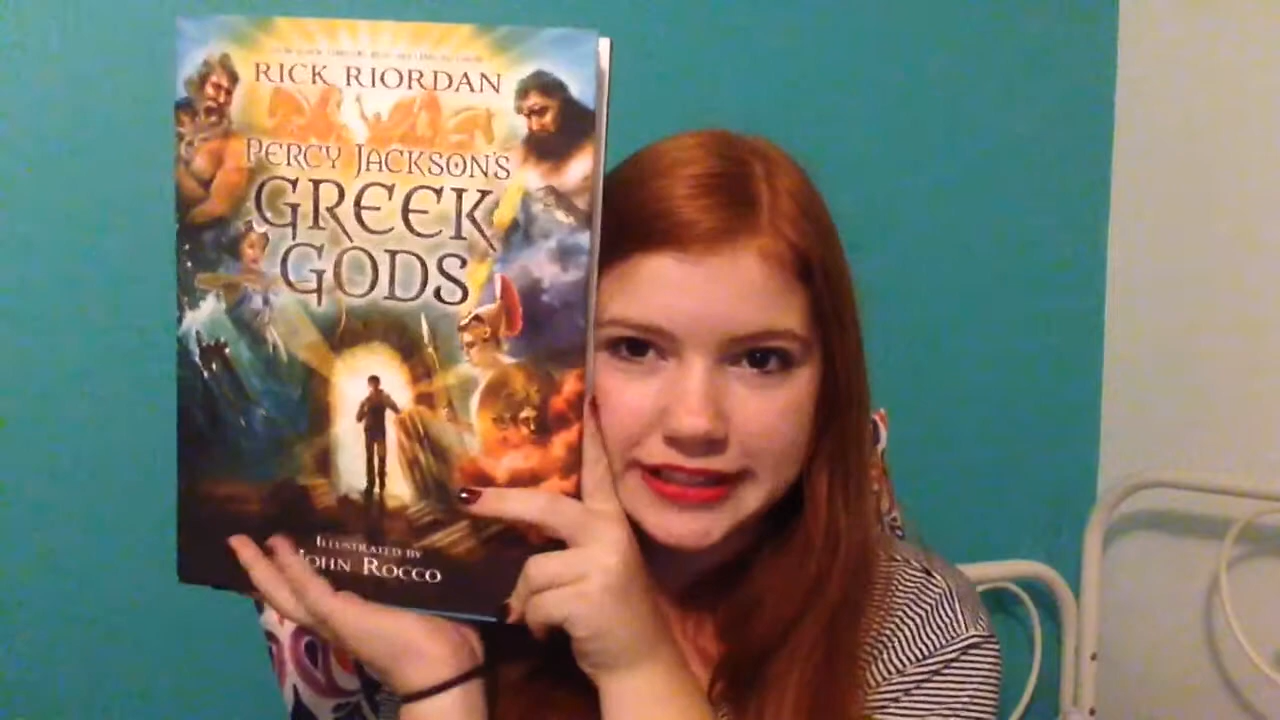 RICK RIORDAN
PERCY JACKSON'S
GREEK
GODS
ILLUSTRATED BY
JOHN ROCCO